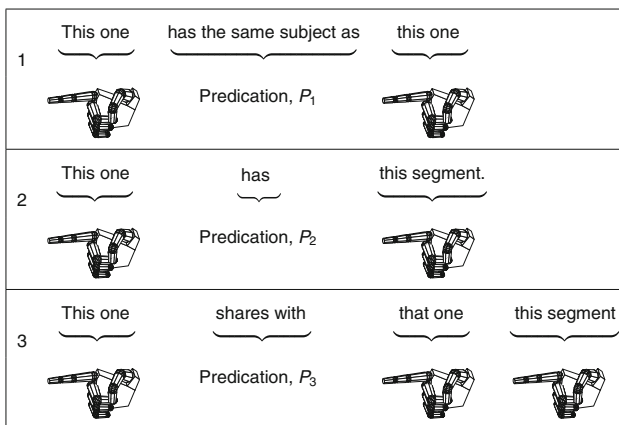 This one has the same subject as this one
1
Predication, P1
This one has this segment.
2
Predication, P2
This one shares with that one this segment
3
Predication, P3